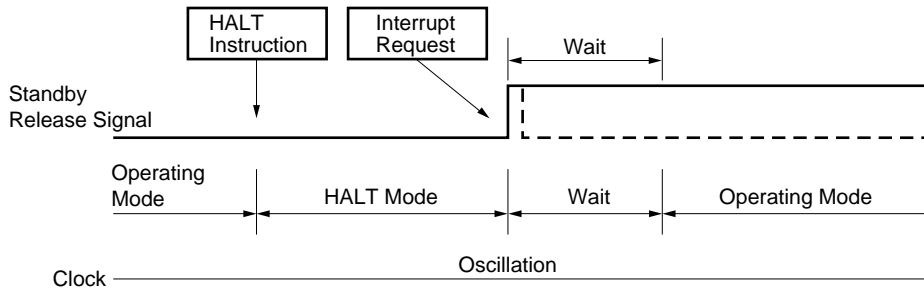 HALT
Instruction
Interrupt
Request
Wait
Standby
Release Signal
Operating
Mode
HALT Mode
Wait
Operating Mode
Oscillation
Clock